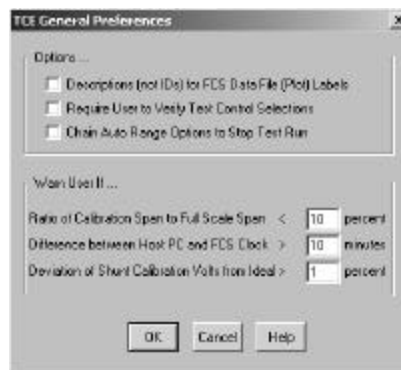 TCE General Preferences
Options ...
Descriptions (not IDs) for FCS Data File (Plot) Labels
Require User to Verify Test Control Selections
Chain Auto Range Options to Stop Test Run
Warn User If ...
Ratio of Calibration Span to Full Scale Span < 10 percent
Difference between Host PC and FCS Clock > 10 minutes
Deviation of Shunt Calibration Volts from Ideal > 1 percent
OK Cancel Help